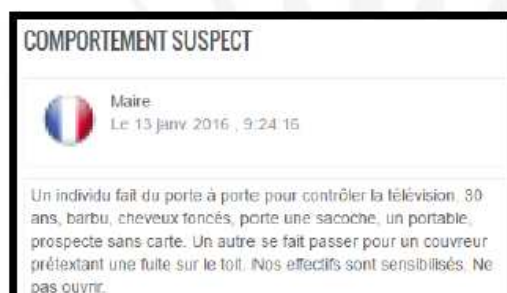 COMPORTEMENT SUSPECT
Maire
Le 13 janv. 2016 , 9:24:16
Un individu fait du porte à porte pour contrôler la télévision. 30
ans, barbu, cheveux foncés, porte une sacoche, un portable,
prospecte sans carte. Un autre se fait passer pour un couvreur
prétextant une fuite sur le toit. Nos effectifs sont sensibilisés. Ne
pas ouvrir.